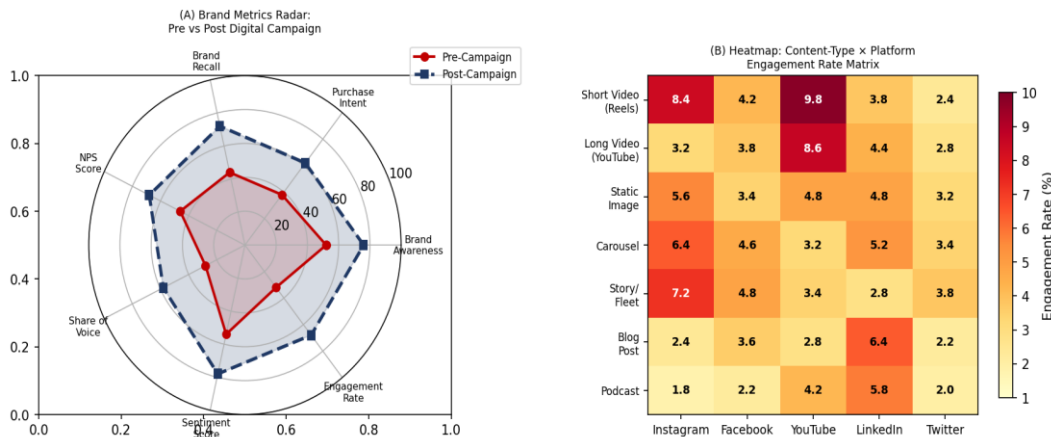 (A) Brand Metrics Radar:
Pre vs Post Digital Campaign
Pre-Campaign
Post-Campaign
Brand
Recall
Purchase
Intent
NPS
Score
Brand
Awareness
Share of
Voice
Sentiment
Score
Engagement
Rate
20
40
60
80
100
1.0
0.8
0.6
0.4
0.2
0.0
0.0 0.2 0.4 0.6 0.8 1.0
(B) Heatmap: Content-Type × Platform
Engagement Rate Matrix
Short Video
(Reels)
8.4 4.2 9.8 3.8 2.4
Long Video
(YouTube)
3.2 3.8 8.6 4.4 2.8
Static
Image
5.6 3.4 4.8 4.8 3.2
Carousel
6.4 4.6 3.2 5.2 3.4
Story/
Fleet
7.2 4.8 3.4 2.8 3.8
Blog
Post
2.4 3.6 2.8 6.4 2.2
Podcast
1.8 2.2 4.2 5.8 2.0
Instagram Facebook YouTube LinkedIn Twitter
10
9
8
7
6
5
4
3
2
1
Engagement Rate (%)